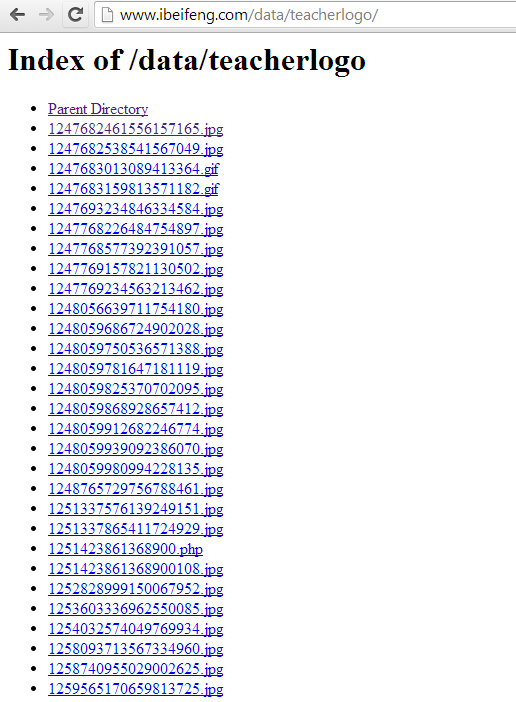 www.ibeifeng.com/data/teacherlogo/
Index of /data/teacherlogo
Parent Directory
1247682461556157165.jpg
1247682538541567049.jpg
1247683013089413364.gif
1247683159813571182.gif
1247693234846334584.jpg
1247768226484754897.jpg
1247768577392391057.jpg
1247769157821130502.jpg
1247769234563213462.jpg
1248056639711754180.jpg
1248059686724902028.jpg
1248059750536571388.jpg
1248059781647181119.jpg
1248059825370702095.jpg
1248059868928657412.jpg
1248059912682246774.jpg
1248059939092386070.jpg
1248059980994228135.jpg
1248765729756788461.jpg
1251337576139249151.jpg
1251337865411724929.jpg
1251423861368900.php
1251423861368900108.jpg
1252828999150067952.jpg
1253603336962550085.jpg
1254032574049769934.jpg
1258093713567334960.jpg
1258740955029002625.jpg
1259565170659813725.jpg